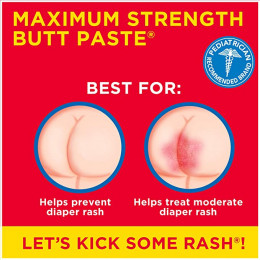 MAXIMUM STRENGTH
BUTT PASTE®
PEDIATRICIAN
RECOMMENDED BRAND
BEST FOR:
Helps prevent
diaper rash
Helps treat moderate
diaper rash
LET'S KICK SOME RASH®!